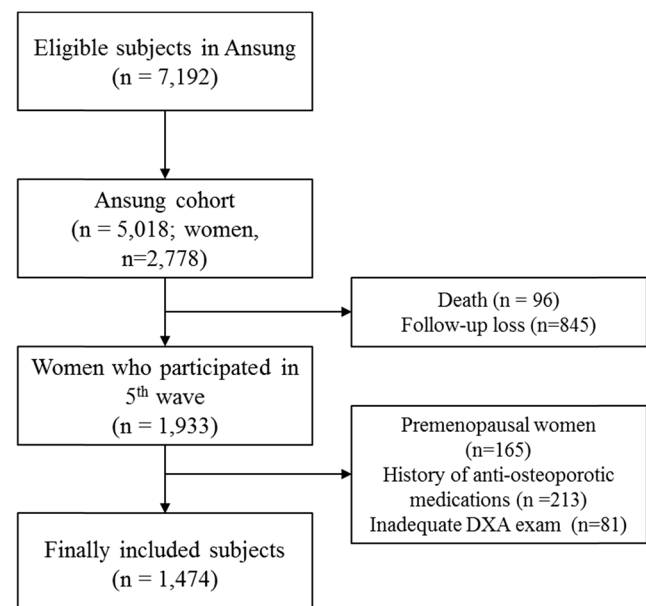 Eligible subjects in Ansung
(n = 7,192)
Ansung cohort
(n = 5,018; women,
n=2,778)
Death (n = 96)
Follow-up loss (n=845)
Women who participated in
5th wave
(n = 1,933)
Premenopausal women
(n=165)
History of anti-osteoporotic
medications (n =213)
Inadequate DXA exam (n=81)
Finally included subjects
(n = 1,474)